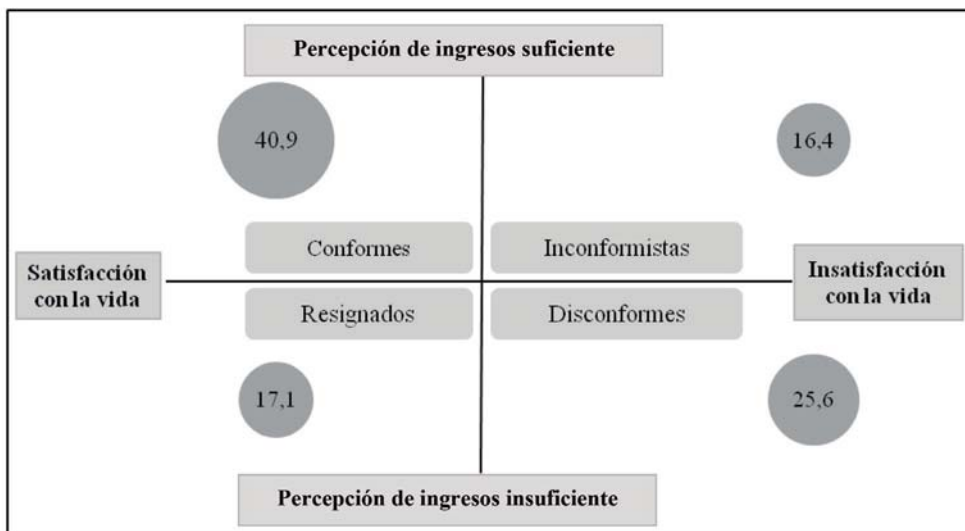 Percepción de ingresos suficiente
40,9
16,4
Conformes
Inconformistas
Satisfacción
con la vida
Insatisfacción
con la vida
Resignados
Disconformes
17,1
25,6
Percepción de ingresos insuficiente